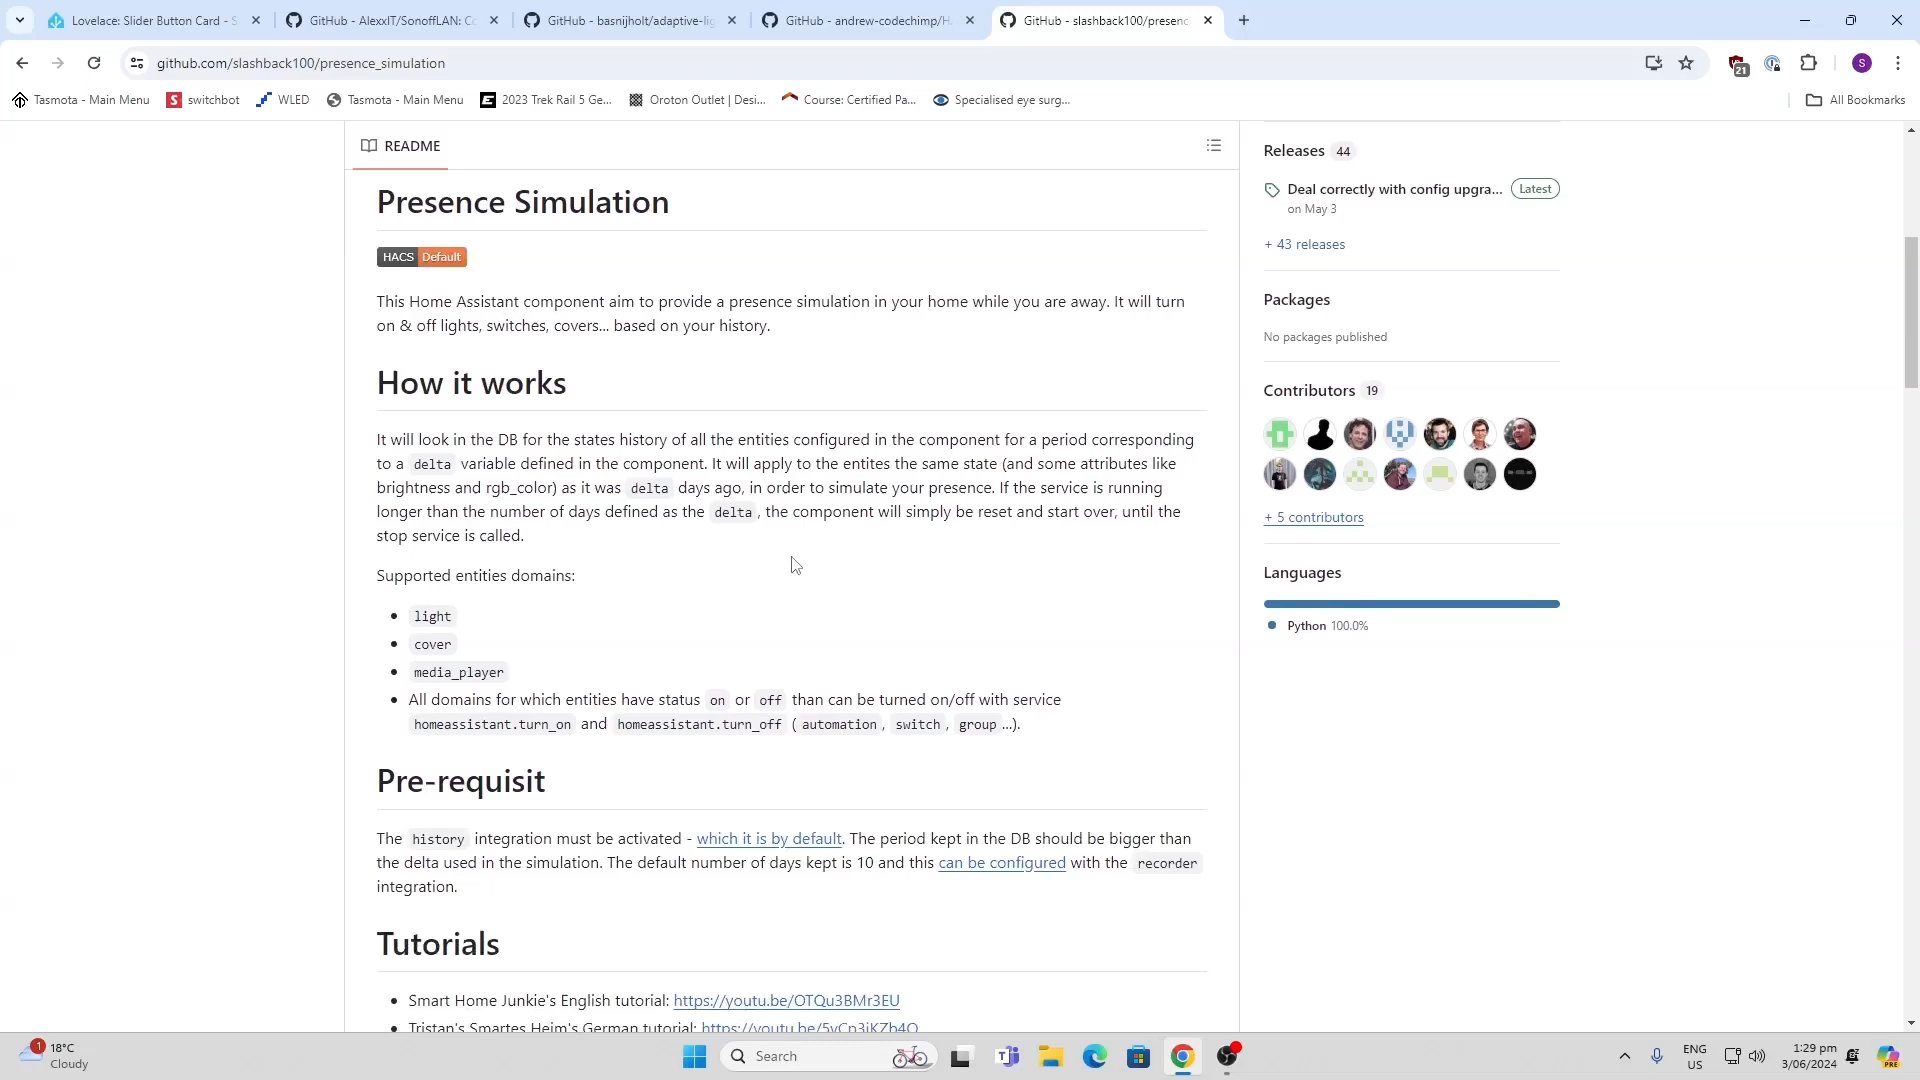 Lovelace: Slider Button Card - S
GitHub - AlexxIT/SonoffLAN: Co
GitHub - basnijholt/adaptive-lig
GitHub - andrew-codechimp/H
GitHub - slashback100/presenc
github.com/slashback100/presence_simulation
21
S
Tasmota - Main Menu
switchbot
WLED
Tasmota - Main Menu
2023 Trek Rail 5 Ge...
Oroton Outlet | Desi...
Course: Certified Pa...
Specialised eye surg...
All Bookmarks
README
Presence Simulation
HACS Default
This Home Assistant component aim to provide a presence simulation in your home while you are away. It will turn
on & off lights, switches, covers... based on your history.
How it works
It will look in the DB for the states history of all the entities configured in the component for a period corresponding
to a delta variable defined in the component. It will apply to the entites the same state (and some attributes like
brightness and rgb_color) as it was delta days ago, in order to simulate your presence. If the service is running
longer than the number of days defined as the delta , the component will simply be reset and start over, until the
stop service is called.
Supported entities domains:
light
cover
media_player
All domains for which entities have status on or off than can be turned on/off with service
homeassistant.turn_on and homeassistant.turn_off ( automation , switch , group ...).
Pre-requisit
The history integration must be activated - which it is by default. The period kept in the DB should be bigger than
the delta used in the simulation. The default number of days kept is 10 and this can be configured with the recorder
integration.
Tutorials
Smart Home Junkie's English tutorial: https://youtu.be/OTQu3BMr3EU
Tristan's Smartes Heim's German tutorial: https://youtu.be/5vCp3jKZb4Q
Releases 44
Deal correctly with config upgra... Latest
on May 3
+ 43 releases
Packages
No packages published
Contributors 19
+ 5 contributors
Languages
Python 100.0%
1
18°C
Cloudy
Search
ENG
US
1:29 pm
3/06/2024
PRE